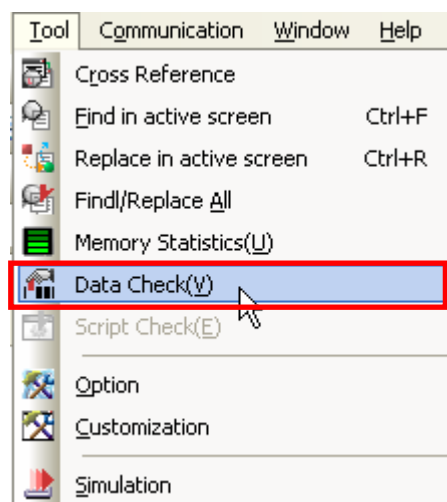 Tool Communication Window Help
Cross Reference
Find in active screen Ctrl+F
Replace in active screen Ctrl+R
Findl/Replace All
Memory Statistics(U)
Data Check(V)
Script Check(E)
Option
Customization
Simulation